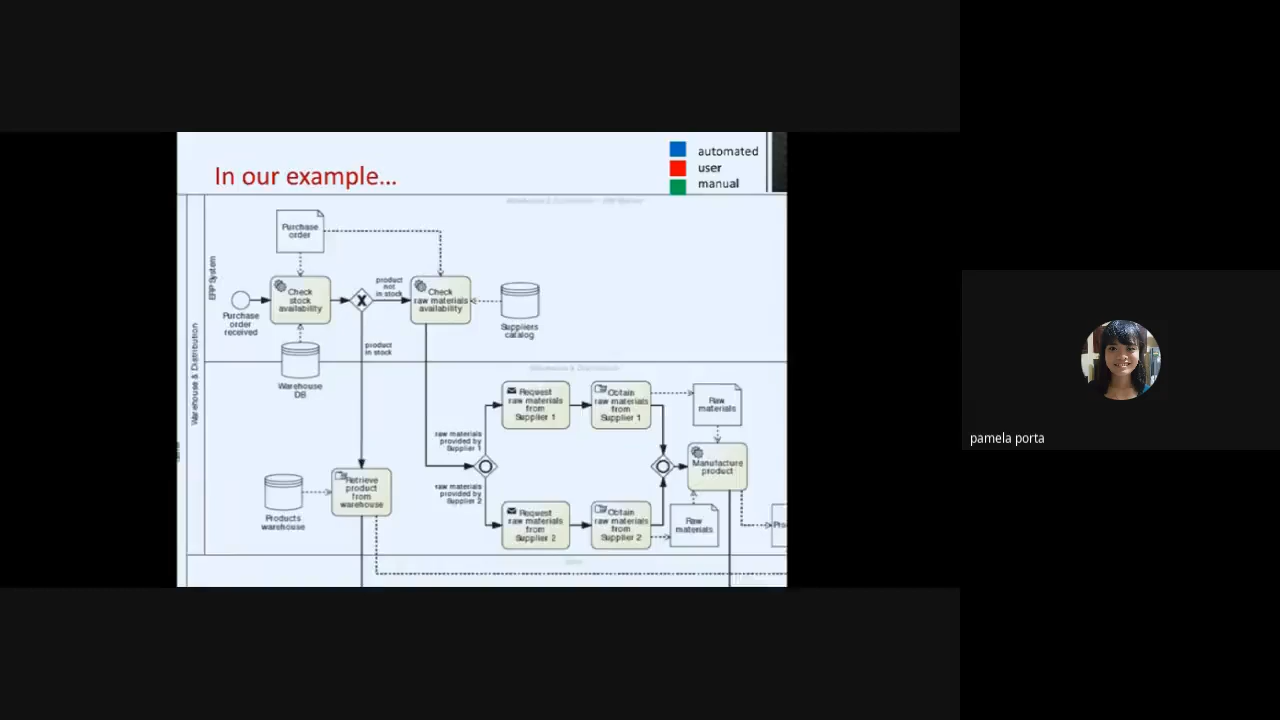 In our example...
automated
user
manual
Purchase
order
ERP System
Warehouse & Distribution
Purchase
order
received
Check
stock
availability
product
not
in stock
Check
raw materials
availability
Suppliers
catalog
product
in stock
Warehouse
DB
Request
raw materials
from
Supplier 1
Obtain
raw materials
from
Supplier 1
Raw
materials
raw materials
provided by
Supplier 1
raw materials
provided by
Supplier 2
Manufacture
product
Products
warehouse
Retrieve
product
from
warehouse
Request
raw materials
from
Supplier 2
Obtain
raw materials
from
Supplier 2
Raw
materials
pamela porta